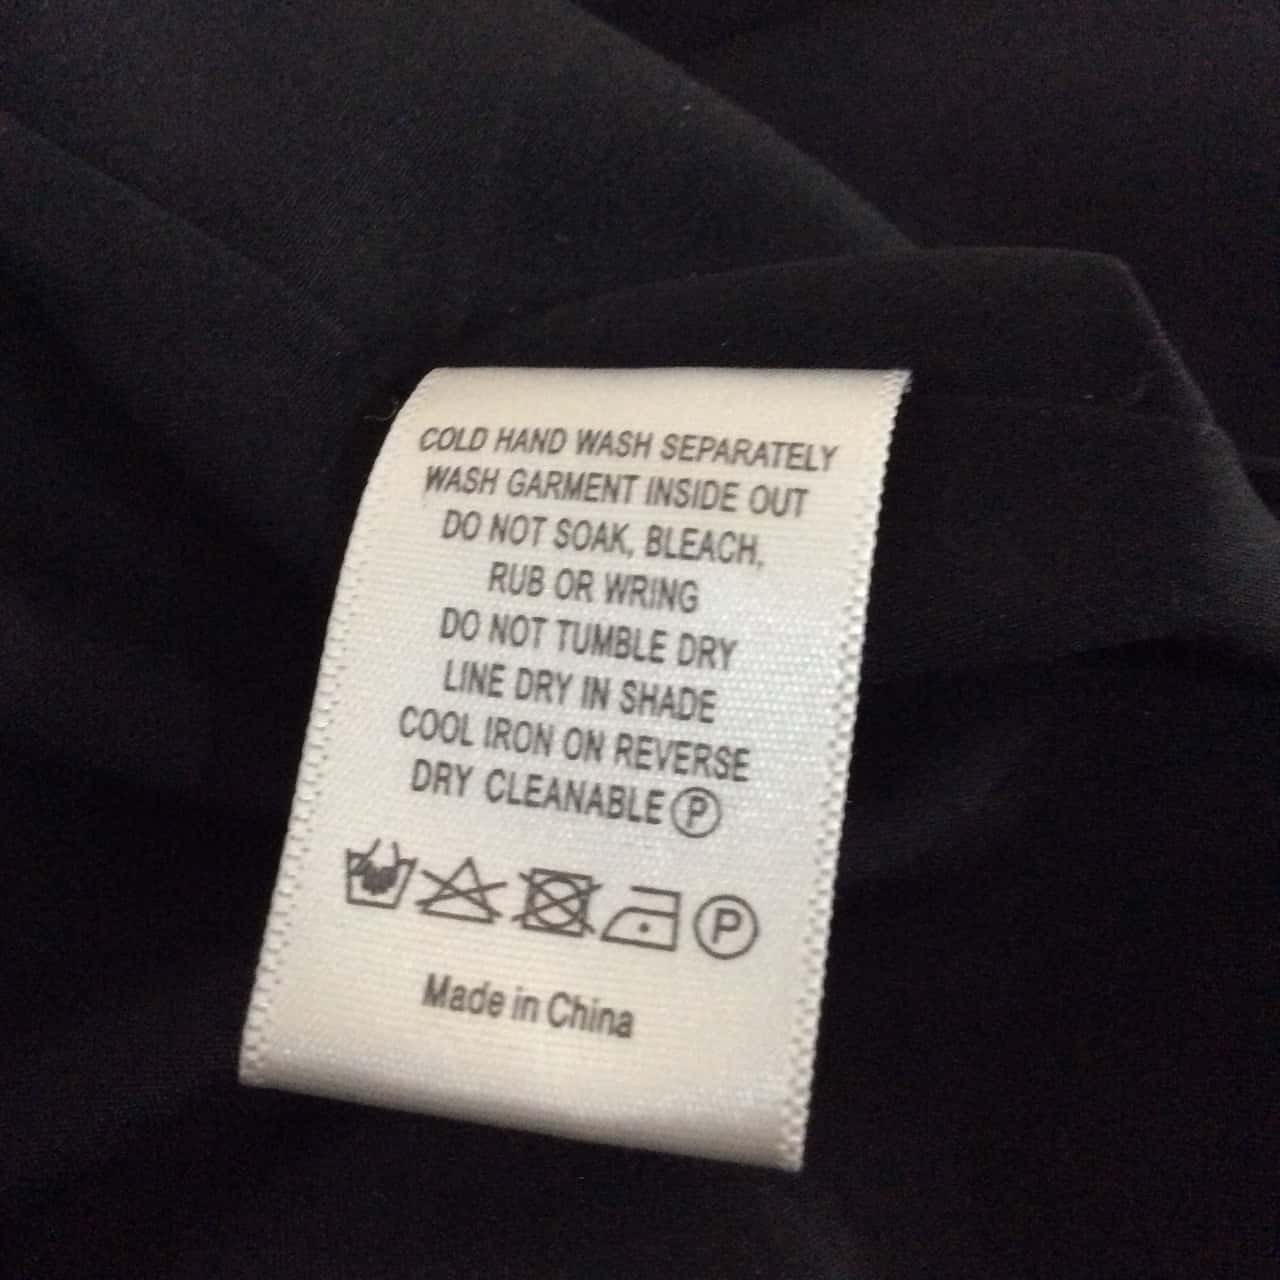 COLD HAND WASH SEPARATELY
WASH GARMENT INSIDE OUT
DO NOT SOAK, BLEACH,
RUB OR WRING
DO NOT TUMBLE DRY
LINE DRY IN SHADE
COOL IRON ON REVERSE
DRY CLEANABLE Ⓟ
Ⓟ
Made in China